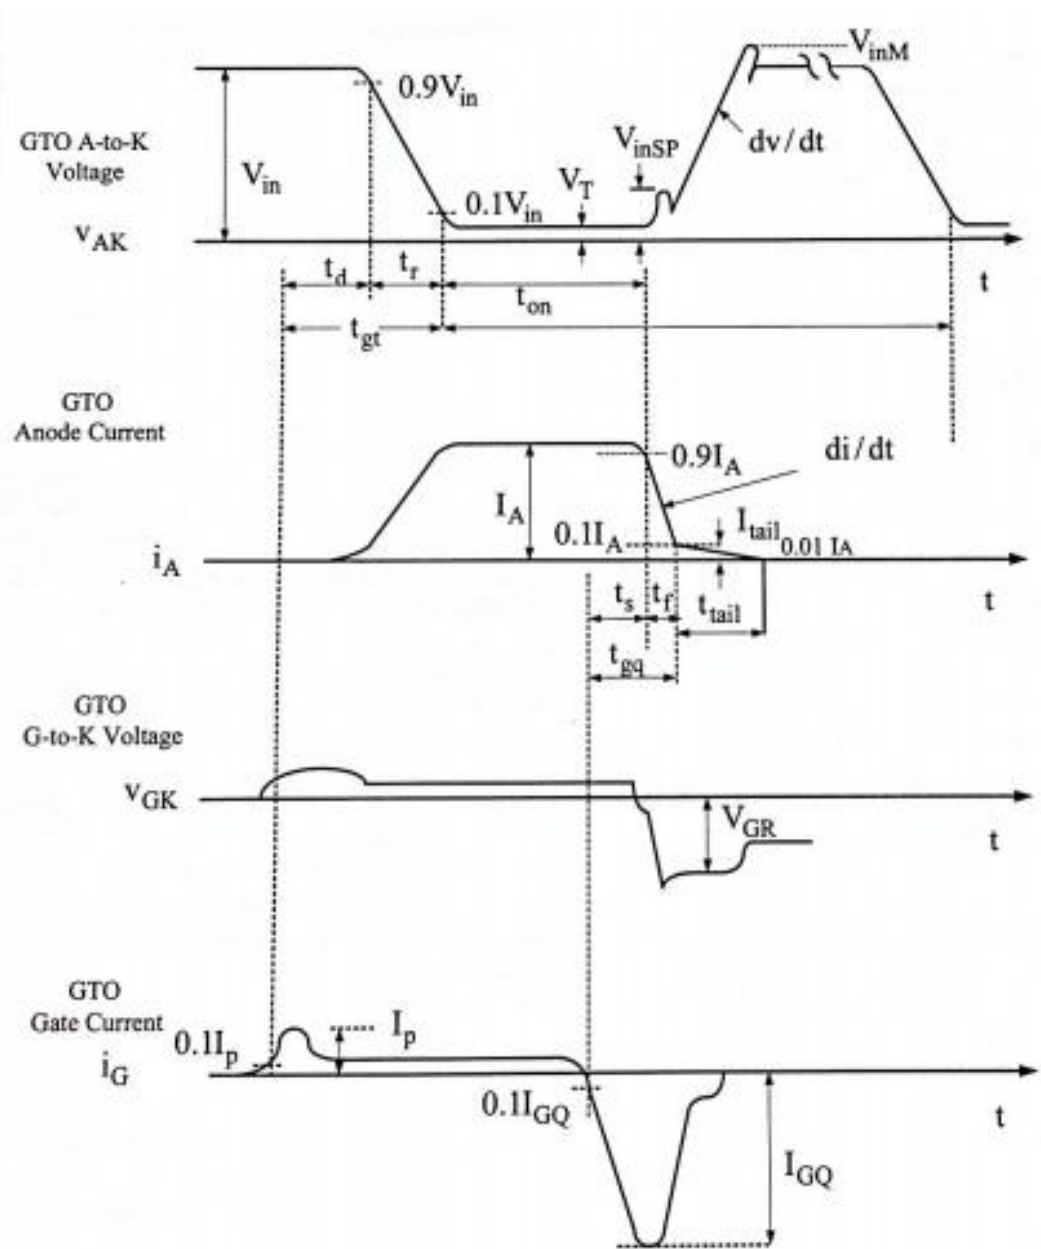 V_inM
0.9V_in
GTO A-to-K
Voltage
V_inSP
dv/dt
V_in
V_T
0.1V_in
v_AK
t_d
t_r
t_on
t
t_gt
GTO
Anode Current
0.9I_A
di/dt
I_A
0.1I_A
I_tail
0.01 IA
i_A
t_s
t_f
t_tail
t
t_gq
GTO
G-to-K Voltage
v_GK
V_GR
t
GTO
Gate Current
I_p
0.1I_p
i_G
0.1I_GQ
t
I_GQ